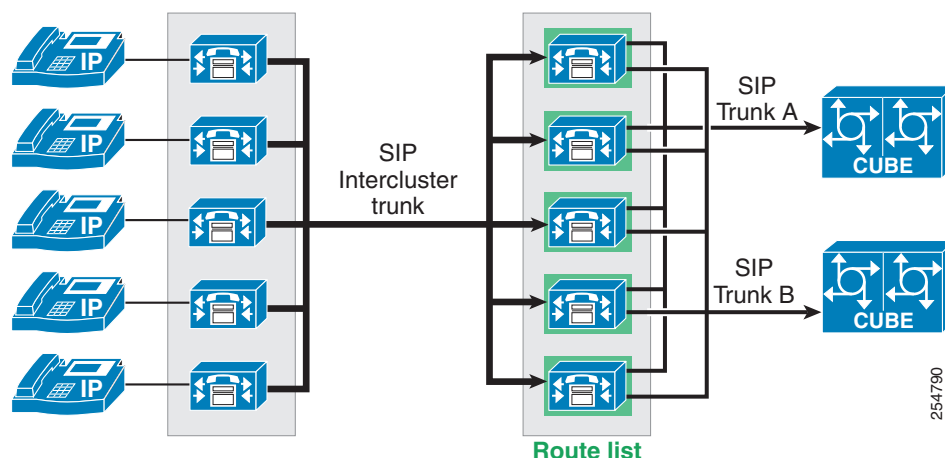 IP
IP
IP
IP
IP
SIP
Intercluster
trunk
SIP
Trunk A
CUBE
SIP
Trunk B
CUBE
Route list
254790